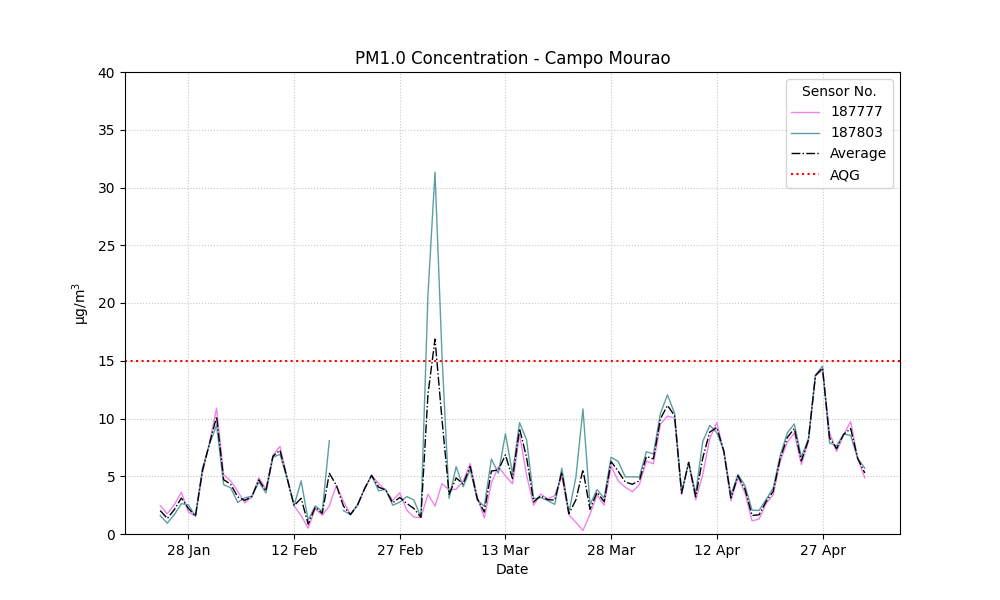 PM1.0 Concentration - Campo Mourao
40
35
30
25
20
15
10
5
0
µg/m³
Sensor No.
187777
187803
Average
AQG
28 Jan 12 Feb 27 Feb 13 Mar 28 Mar 12 Apr 27 Apr
Date